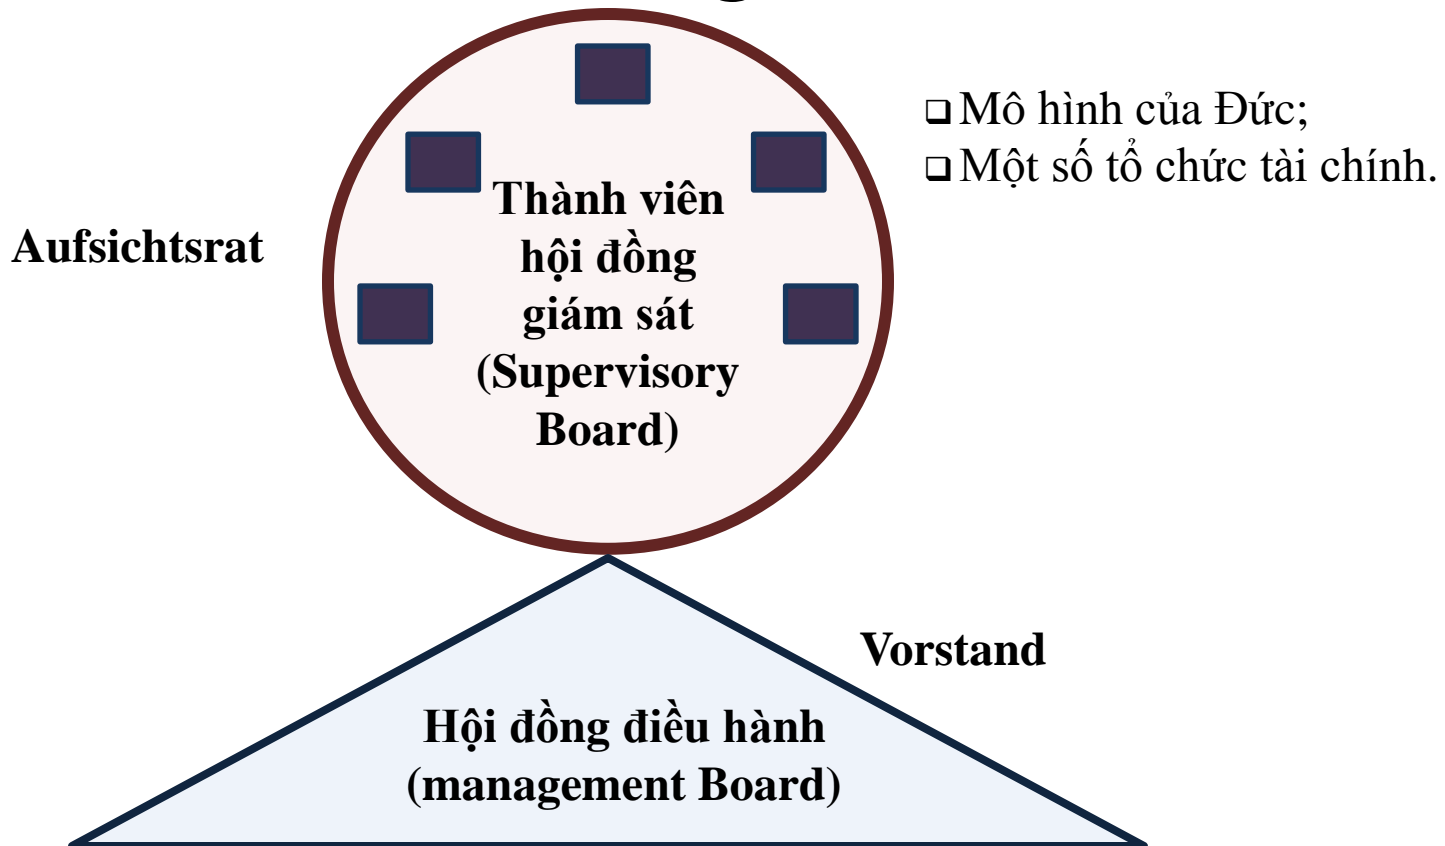 Mô hình của Đức;
Một số tổ chức tài chính.
Aufsichtsrat
Thành viên
hội đồng
giám sát
(Supervisory
Board)
Vorstand
Hội đồng điều hành
(management Board)